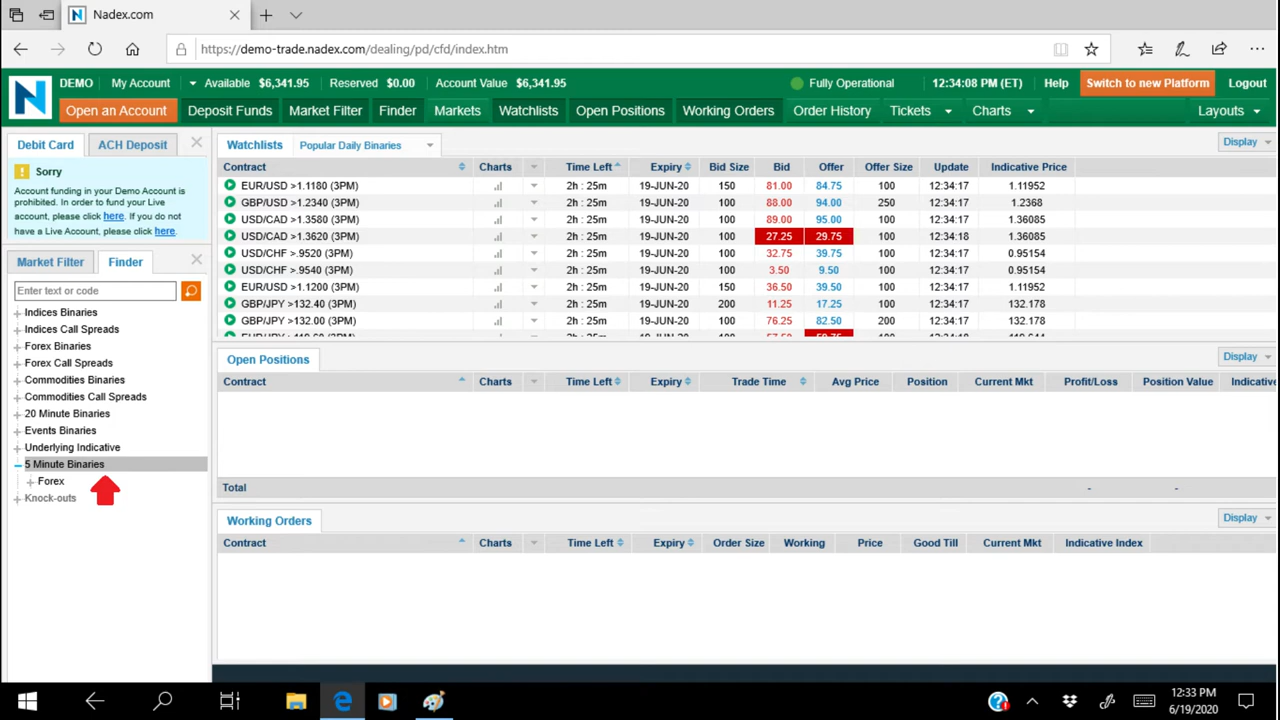 Nadex.com
https://demo-trade.nadex.com/dealing/pd/cfd/index.htm
N DEMO My Account Available $6,341.95 Reserved $0.00 Account Value $6,341.95 Fully Operational 12:34:08 PM (ET) Help Switch to new Platform Logout
Open an Account Deposit Funds Market Filter Finder Markets Watchlists Open Positions Working Orders Order History Tickets Charts Layouts
Debit Card ACH Deposit
Sorry
Account funding in your Demo Account is
prohibited. In order to fund your Live
account, please click here. If you do not
have a Live Account, please click here.
Market Filter Finder
Enter text or code
Indices Binaries
Indices Call Spreads
Forex Binaries
Forex Call Spreads
Commodities Binaries
Commodities Call Spreads
20 Minute Binaries
Events Binaries
Underlying Indicative
5 Minute Binaries
Forex
Knock-outs
Watchlists Popular Daily Binaries Display
Contract Charts Time Left Expiry Bid Size Bid Offer Offer Size Update Indicative Price
EUR/USD >1.1180 (3PM) 2h : 25m 19-JUN-20 150 81.00 84.75 100 12:34:17 1.11952
GBP/USD >1.2340 (3PM) 2h : 25m 19-JUN-20 100 88.00 94.00 250 12:34:17 1.2368
USD/CAD >1.3580 (3PM) 2h : 25m 19-JUN-20 100 89.00 95.00 100 12:34:17 1.36085
USD/CAD >1.3620 (3PM) 2h : 25m 19-JUN-20 100 27.25 29.75 100 12:34:18 1.36085
USD/CHF >.9520 (3PM) 2h : 25m 19-JUN-20 100 32.75 39.75 100 12:34:17 0.95154
USD/CHF >.9540 (3PM) 2h : 25m 19-JUN-20 100 3.50 9.50 100 12:34:17 0.95154
EUR/USD >1.1200 (3PM) 2h : 25m 19-JUN-20 100 36.50 39.50 100 12:34:17 1.11952
GBP/JPY >132.40 (3PM) 2h : 25m 19-JUN-20 200 11.25 17.25 100 12:34:17 132.178
GBP/JPY >132.00 (3PM) 2h : 25m 19-JUN-20 100 76.25 82.50 200 12:34:17 132.178
Open Positions Display
Contract Charts Time Left Expiry Trade Time Avg Price Position Current Mkt Profit/Loss Position Value Indicative
Total - -
Working Orders Display
Contract Charts Time Left Expiry Order Size Working Price Good Till Current Mkt Indicative Index
12:33 PM
6/19/2020